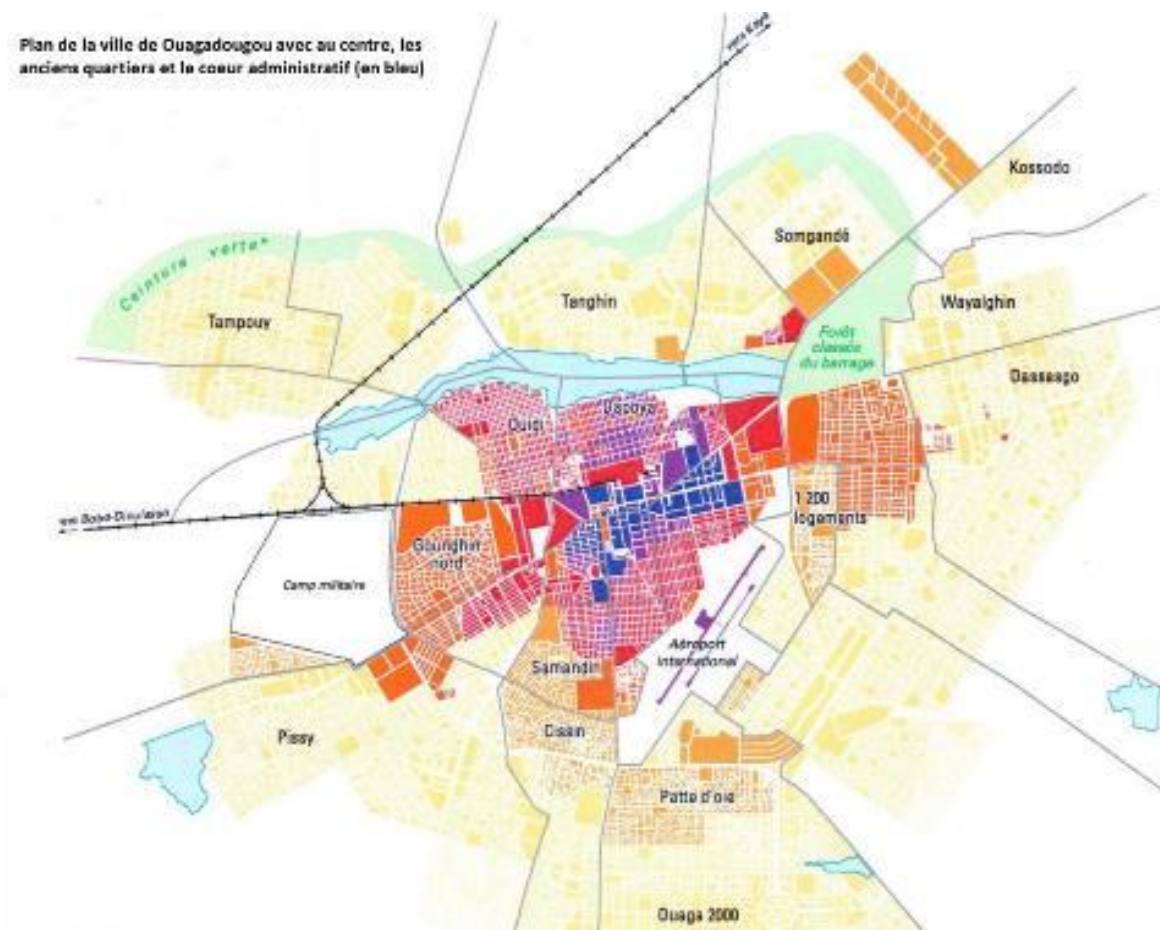 Plan de la ville de Ouagadougou avec au centre, les
anciens quartiers et le coeur administratif (en bleu)
vers Kaya
Kossodo
Somgandé
Ceinture verte*
Tanghin
Wayalghin
Tampouy
Forêt
classée
du barrage
Dassasgo
Ouidi
Dapoya
vers Bobo-Dioulasso
1 200
logements
Gounghin
nord
Camp militaire
Aéroport
international
Samandin
Cissin
Pissy
Patte d'oie
Ouaga 2000